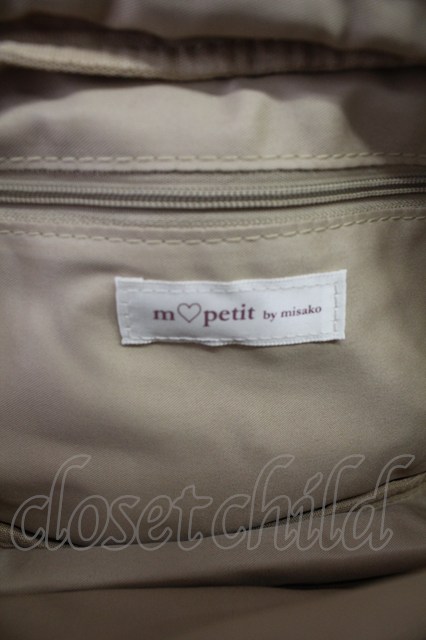 m♡petit by misako
closetchild